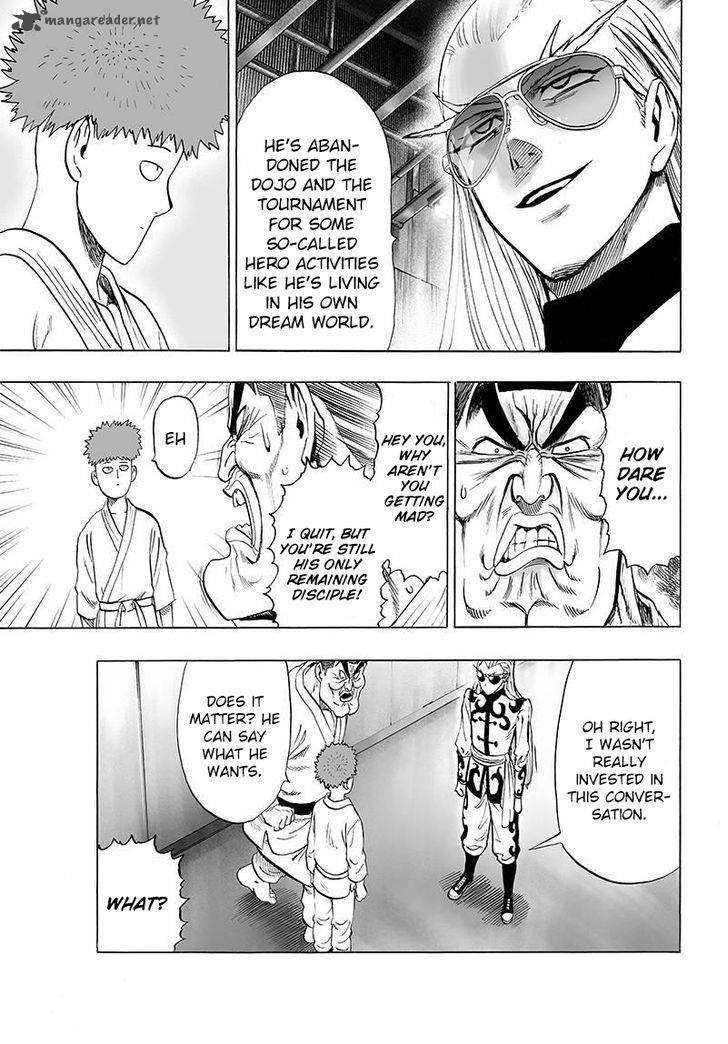 mangareader.net
HE'S ABAN-
DONED THE
DOJO AND THE
TOURNAMENT
FOR SOME
SO-CALLED
HERO ACTIVITIES
LIKE HE'S LIVING
IN HIS OWN
DREAM WORLD.
HOW
DARE
YOU...
HEY YOU,
WHY
AREN'T
YOU
GETTING
MAD?
I QUIT, BUT
YOU'RE STILL
HIS ONLY
REMAINING
DISCIPLE!
EH
OH RIGHT,
I WASN'T
REALLY
INVESTED IN
THIS CONVER-
SATION.
DOES IT
MATTER? HE
CAN SAY
WHAT HE
WANTS.
WHAT?